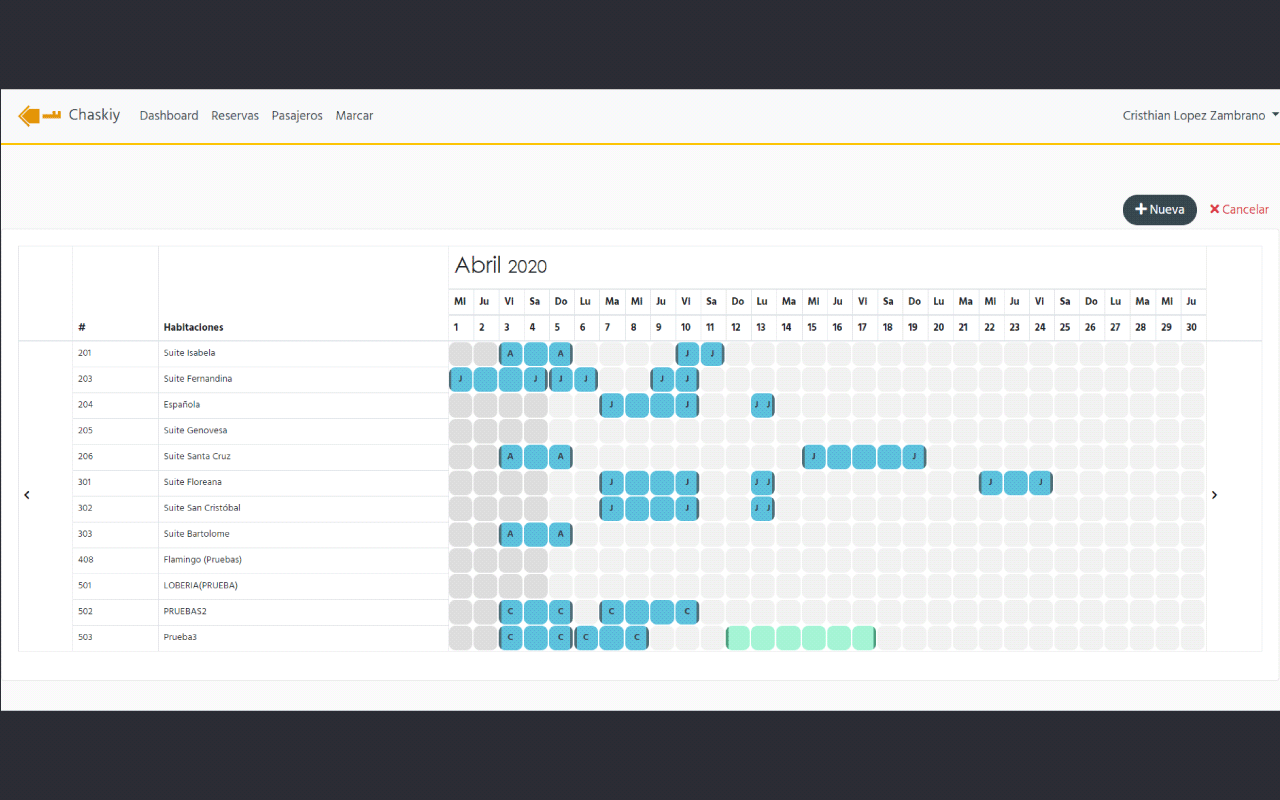 Chaskiy Dashboard Reservas Pasajeros Marcar Cristhian Lopez Zambrano
Nueva Cancelar
Abril 2020
MI Ju VI Sa Do Lu Ma MI Ju VI Sa Do Lu Ma MI Ju VI Sa Do Lu Ma MI Ju VI Sa Do Lu Ma MI Ju
# Habitaciones 1 2 3 4 5 6 7 8 9 10 11 12 13 14 15 16 17 18 19 20 21 22 23 24 25 26 27 28 29 30
201 Suite Isabela A A J J
203 Suite Fernandina J J J J J J
204 Española J J J J
205 Suite Genovesa
206 Suite Santa Cruz A A J J
301 Suite Floreana J J J J J J
302 Suite San Cristóbal J J J J
303 Suite Bartolome A A
408 Flamingo (Pruebas)
501 LOBERIA(PRUEBA)
502 PRUEBAS2 C C C C
503 Prueba3 C C C C